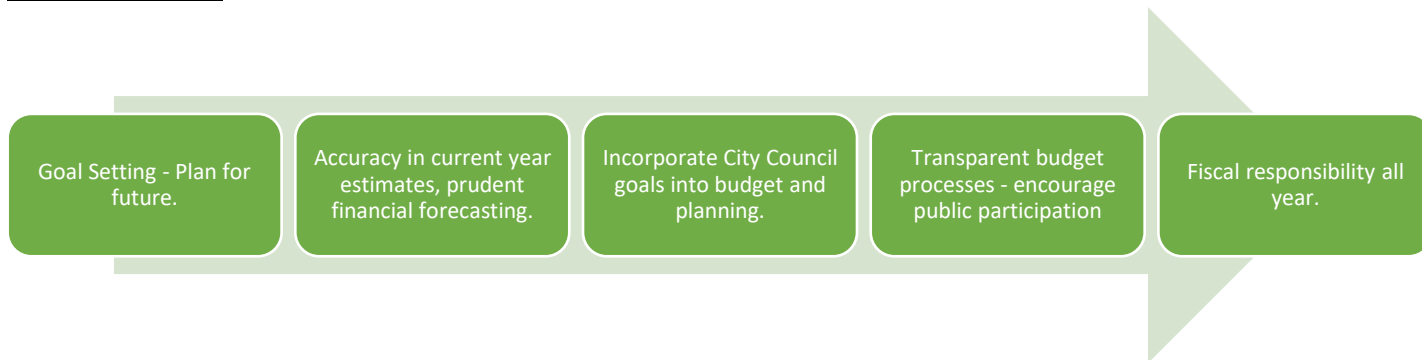 Goal Setting - Plan for
future.
Accuracy in current year
estimates, prudent
financial forecasting.
Incorporate City Council
goals into budget and
planning.
Transparent budget
processes - encourage
public participation
Fiscal responsibility all
year.